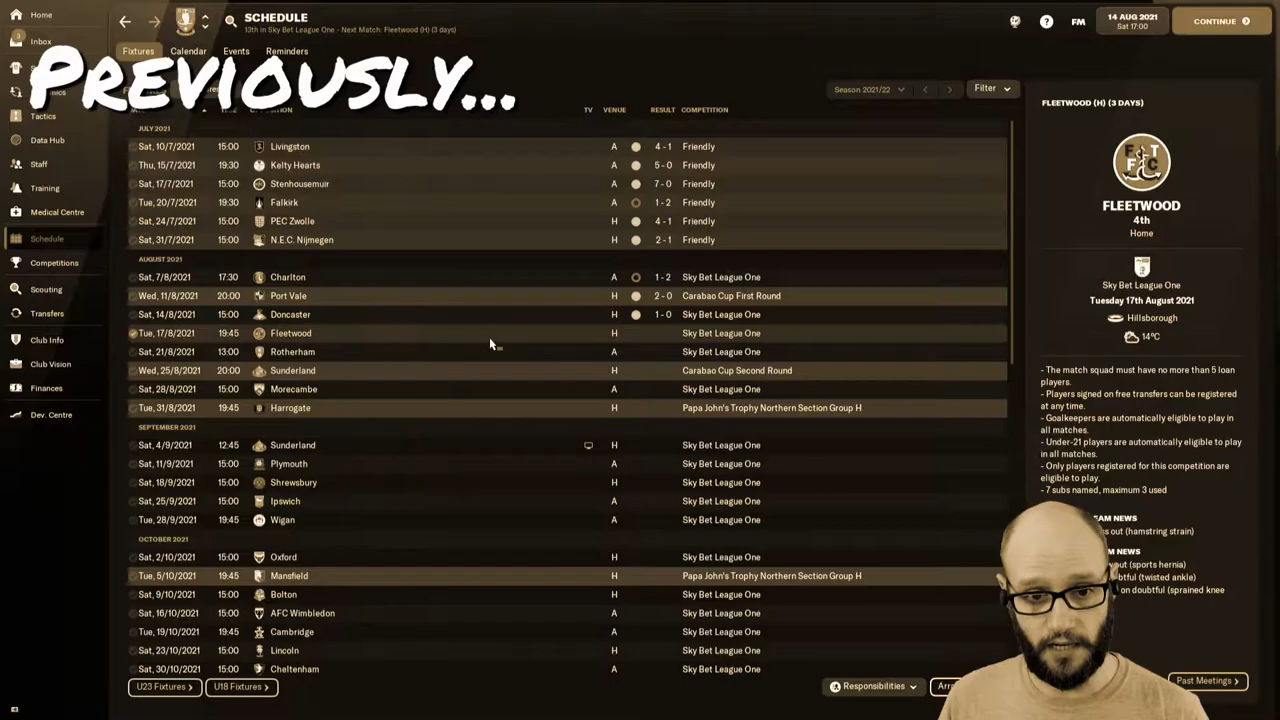 Home
Inbox
3
Tactics
Data Hub
Staff
Training
Medical Centre
Schedule
Competitions
Scouting
Transfers
Club Info
Club Vision
Finances
Dev. Centre
SCHEDULE
13th in Sky Bet League One - Next Match: Fleetwood (H) (3 days)
FM
14 AUG 2021
Sat 17:00
CONTINUE
Fixtures Calendar Events Reminders
PREVIOUSLY...
Season 2021/22
Filter
TV VENUE RESULT COMPETITION
JULY 2021
Sat, 10/7/2021 15:00 Livingston A 4 - 1 Friendly
Thu, 15/7/2021 19:30 Kelty Hearts A 5 - 0 Friendly
Sat, 17/7/2021 15:00 Stenhousemuir A 7 - 0 Friendly
Tue, 20/7/2021 19:30 Falkirk A 1 - 2 Friendly
Sat, 24/7/2021 15:00 PEC Zwolle H 4 - 1 Friendly
Sat, 31/7/2021 15:00 N.E.C. Nijmegen H 2 - 1 Friendly
AUGUST 2021
Sat, 7/8/2021 17:30 Charlton A 1 - 2 Sky Bet League One
Wed, 11/8/2021 20:00 Port Vale H 2 - 0 Carabao Cup First Round
Sat, 14/8/2021 15:00 Doncaster H 1 - 0 Sky Bet League One
Tue, 17/8/2021 19:45 Fleetwood H Sky Bet League One
Sat, 21/8/2021 13:00 Rotherham A Sky Bet League One
Wed, 25/8/2021 20:00 Sunderland H Carabao Cup Second Round
Sat, 28/8/2021 15:00 Morecambe A Sky Bet League One
Tue, 31/8/2021 19:45 Harrogate H Papa John's Trophy Northern Section Group H
SEPTEMBER 2021
Sat, 4/9/2021 12:45 Sunderland H Sky Bet League One
Sat, 11/9/2021 15:00 Plymouth A Sky Bet League One
Sat, 18/9/2021 15:00 Shrewsbury H Sky Bet League One
Sat, 25/9/2021 15:00 Ipswich A Sky Bet League One
Tue, 28/9/2021 19:45 Wigan A Sky Bet League One
OCTOBER 2021
Sat, 2/10/2021 15:00 Oxford H Sky Bet League One
Tue, 5/10/2021 19:45 Mansfield H Papa John's Trophy Northern Section Group H
Sat, 9/10/2021 15:00 Bolton H Sky Bet League One
Sat, 16/10/2021 15:00 AFC Wimbledon A Sky Bet League One
Tue, 19/10/2021 19:45 Cambridge A Sky Bet League One
Sat, 23/10/2021 15:00 Lincoln H Sky Bet League One
Sat, 30/10/2021 15:00 Cheltenham A Sky Bet League One
U23 Fixtures >
U18 Fixtures >
Responsibilities
FLEETWOOD (H) (3 DAYS)
FLEETWOOD
4th
Home
Sky Bet League One
Tuesday 17th August 2021
Hillsborough
14°C
- The match squad must have no more than 5 loan
players.
- Players signed on free transfers can be registered
at any time.
- Goalkeepers are automatically eligible to play in
all matches.
- Under-21 players are automatically eligible to play
in all matches.
- Only players registered for this competition are
eligible to play.
- 7 subs named, maximum 3 used
NEWS
out (hamstring strain)
NEWS
out (sports hernia)
(twisted ankle)
on doubtful (sprained knee
Past Meetings >